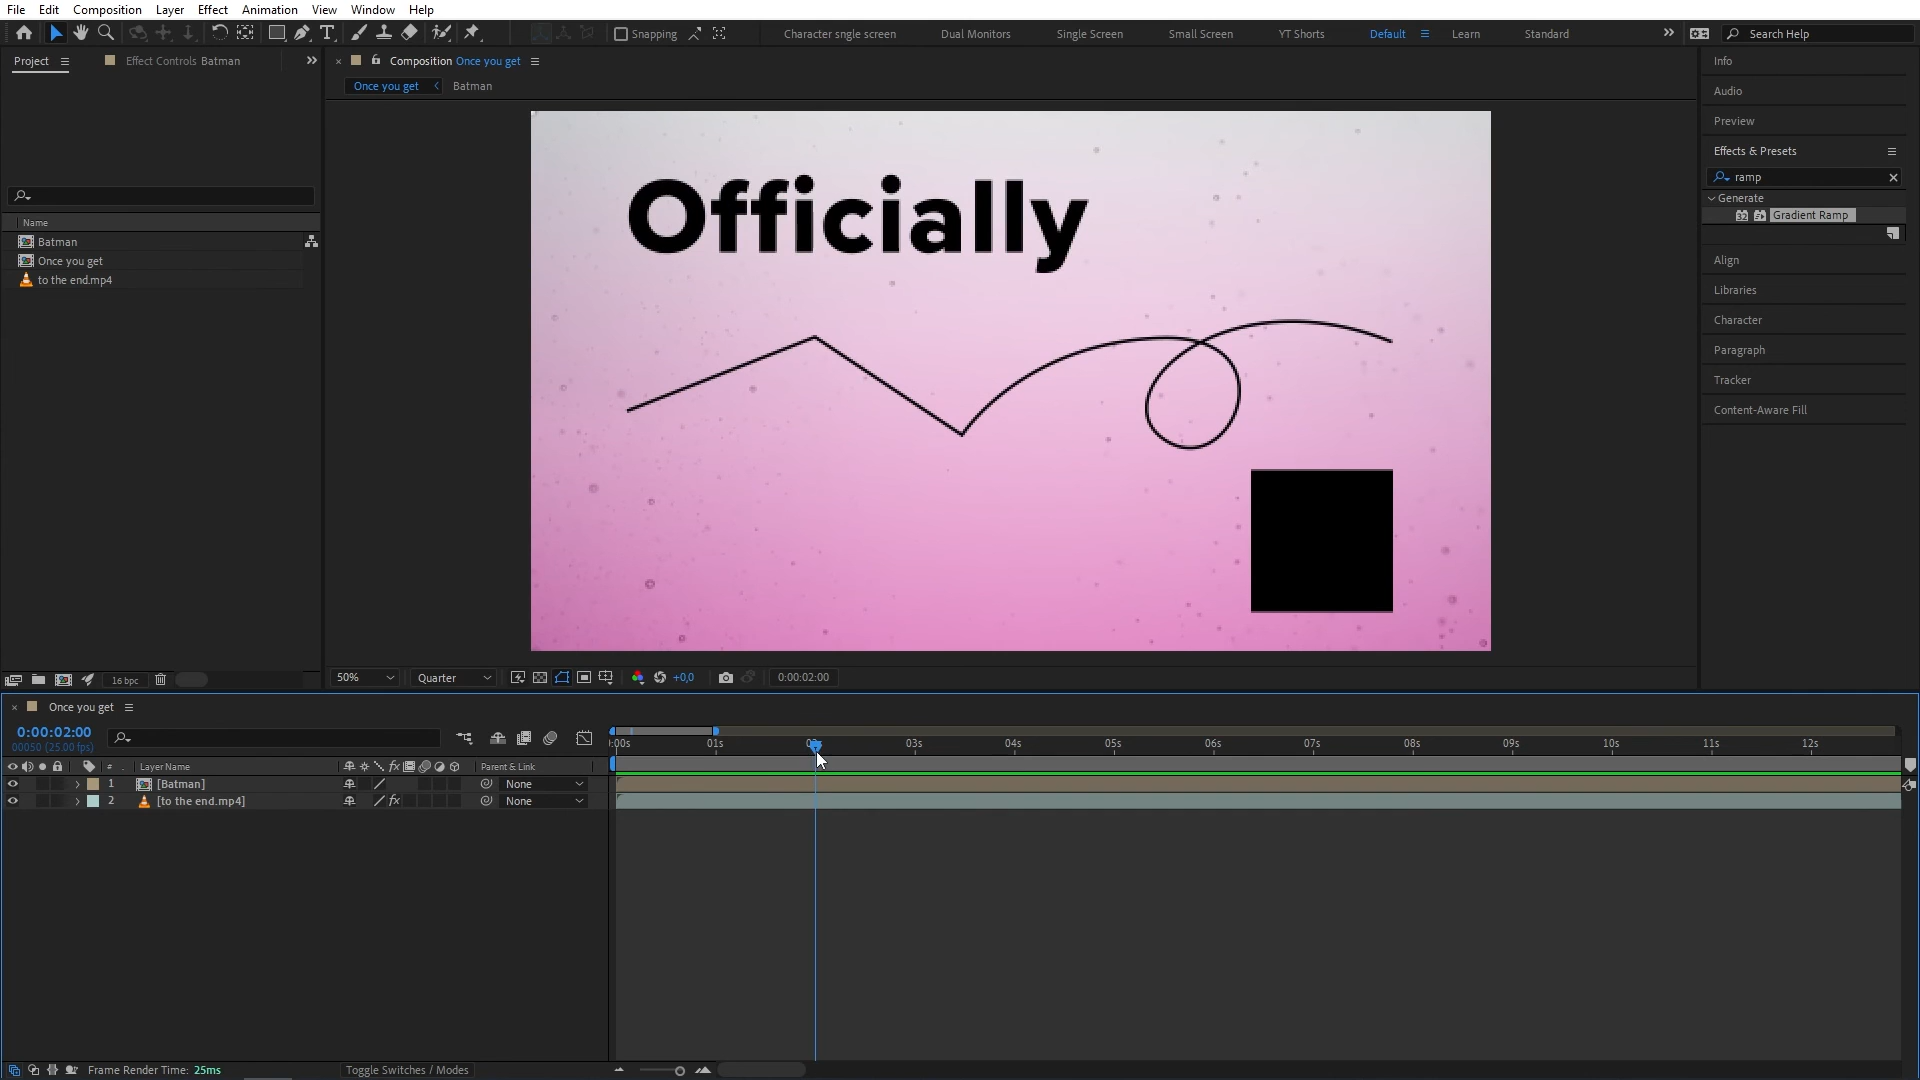 File Edit Composition Layer Effect Animation View Window Help
Snapping
Character sngle screen Dual Monitors Single Screen Small Screen YT Shorts Default Learn Standard
Search Help
Project Effect Controls Batman
Composition Once you get
Once you get Batman
Name
Batman
Once you get
to the end.mp4
16 bpc
Officially
50% Quarter +0,0 0:00:02:00
Info
Audio
Preview
Effects & Presets
ramp
Generate
32 Gradient Ramp
Align
Libraries
Character
Paragraph
Tracker
Content-Aware Fill
Once you get
0:00:02:00
00050 (25.00 fps)
:00s 01s 02s 03s 04s 05s 06s 07s 08s 09s 10s 11s 12s
# Layer Name fx Parent & Link
1 [Batman] None
2 [to the end.mp4] fx None
Frame Render Time: 25ms Toggle Switches / Modes